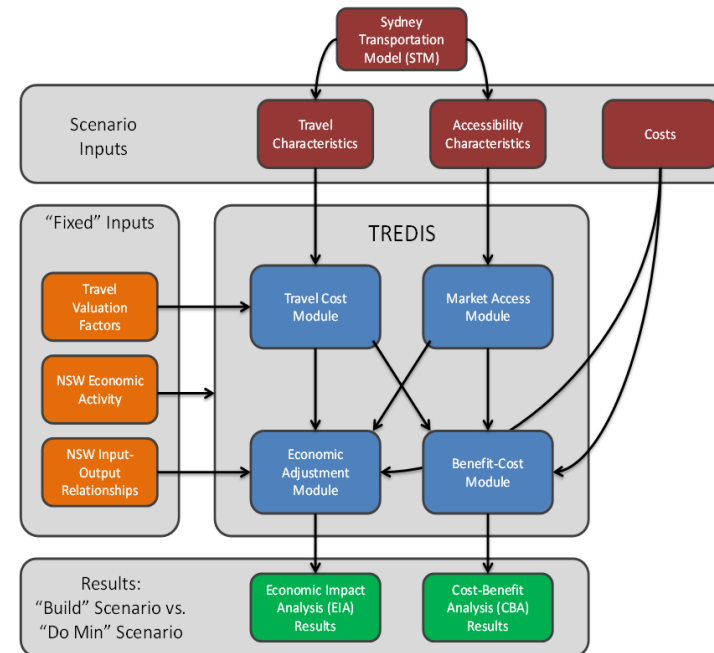 Sydney
Transportation
Model (STM)
Scenario
Inputs
Travel
Characteristics
Accessibility
Characteristics
Costs
“Fixed” Inputs
TREDIS
Travel
Valuation
Factors
Travel Cost
Module
Market Access
Module
NSW Economic
Activity
NSW Input-
Output
Relationships
Economic
Adjustment
Module
Benefit-Cost
Module
Results:
“Build” Scenario vs.
“Do Min” Scenario
Economic Impact
Analysis (EIA)
Results
Cost-Benefit
Analysis (CBA)
Results